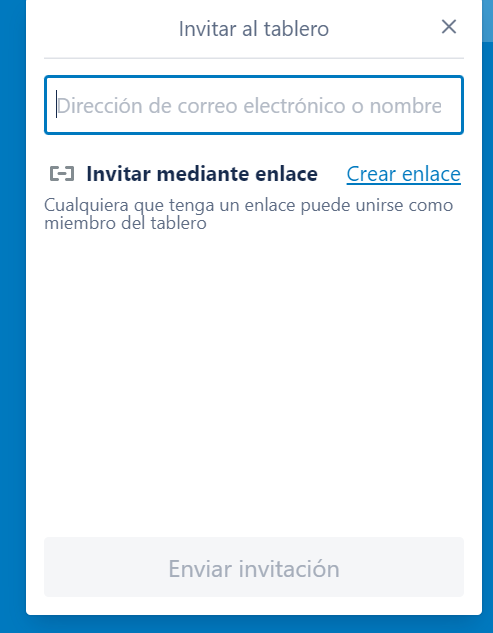 Invitar al tablero
Dirección de correo electrónico o nombre
Invitar mediante enlace Crear enlace
Cualquiera que tenga un enlace puede unirse como
miembro del tablero
Enviar invitación